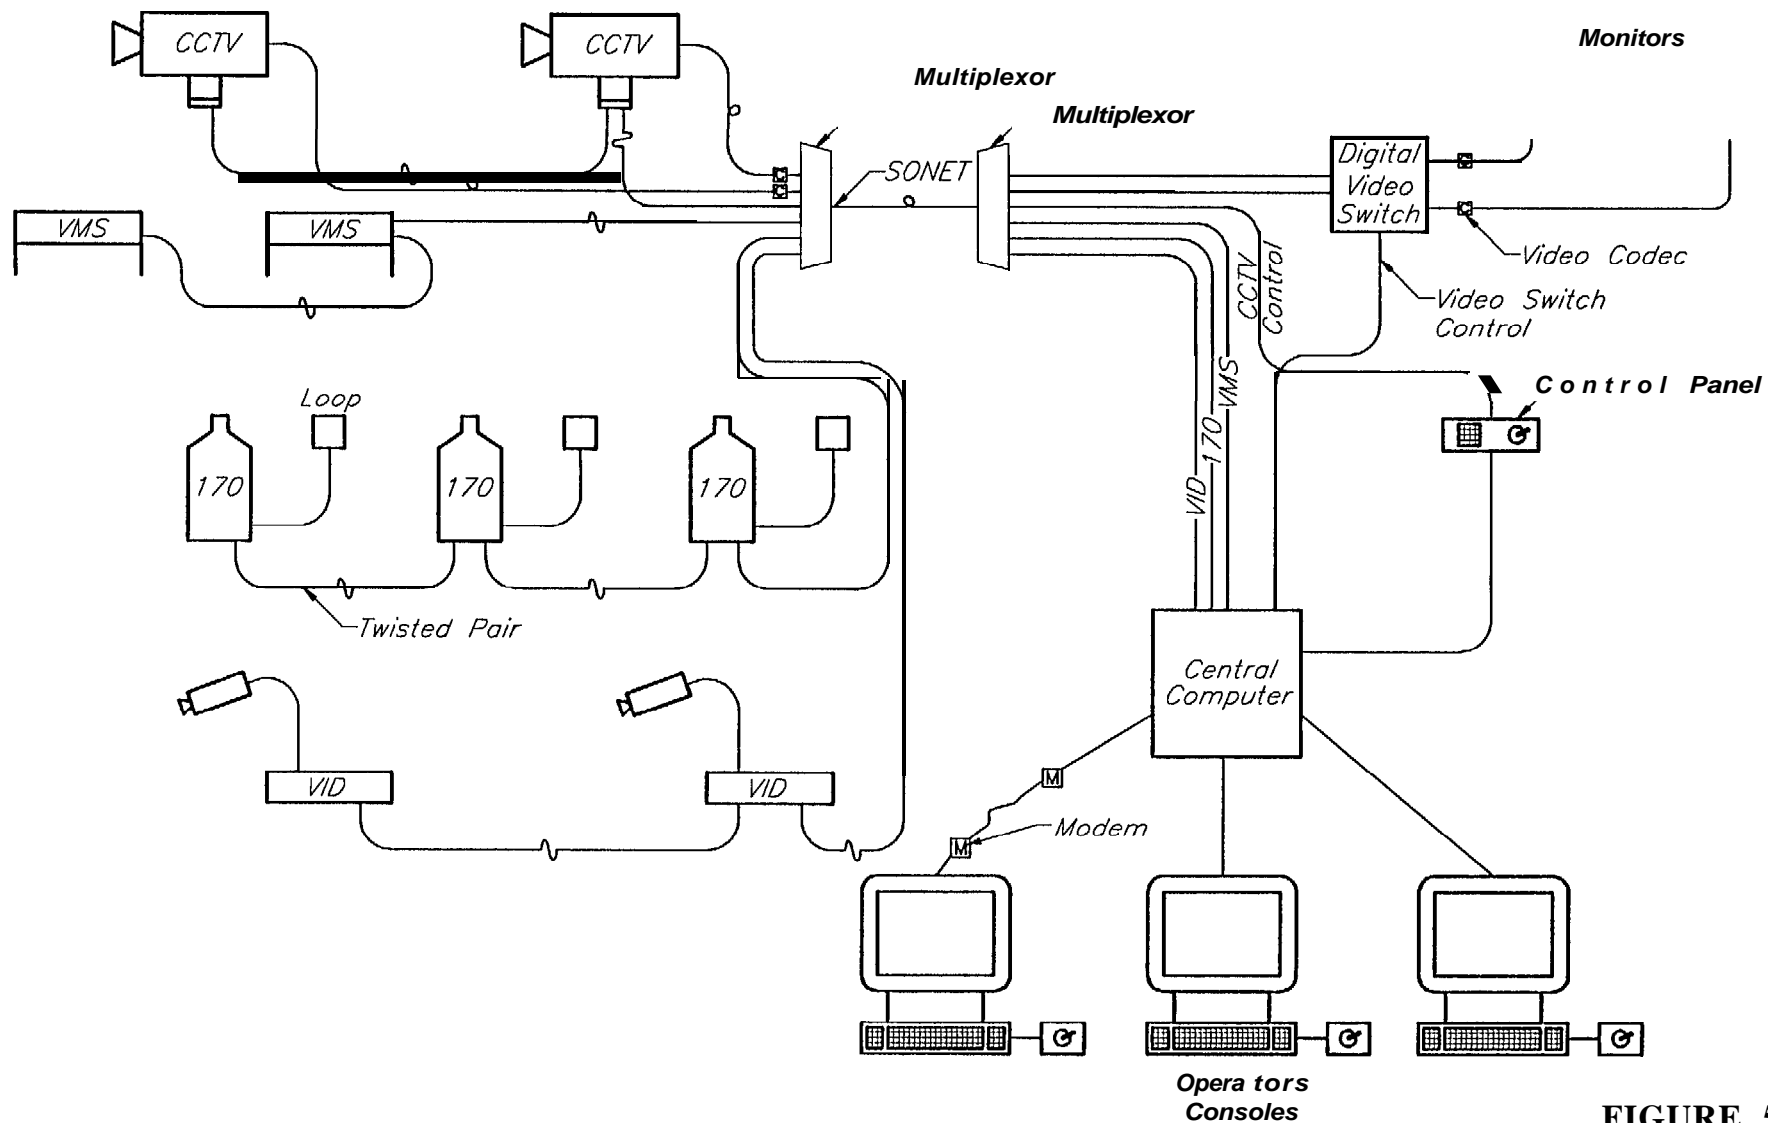 CCTV
CCTV
Monitors
Multiplexor
Multiplexor
SONET
Digital
Video
Switch
VMS
VMS
Video Codec
CCTV
Control
Video Switch
Control
VID
170
VMS
Control Panel
Loop
170
170
170
Twisted Pair
Central
Computer
VID
VID
M
M
Modem
Opera tors
Consoles
FIGURE